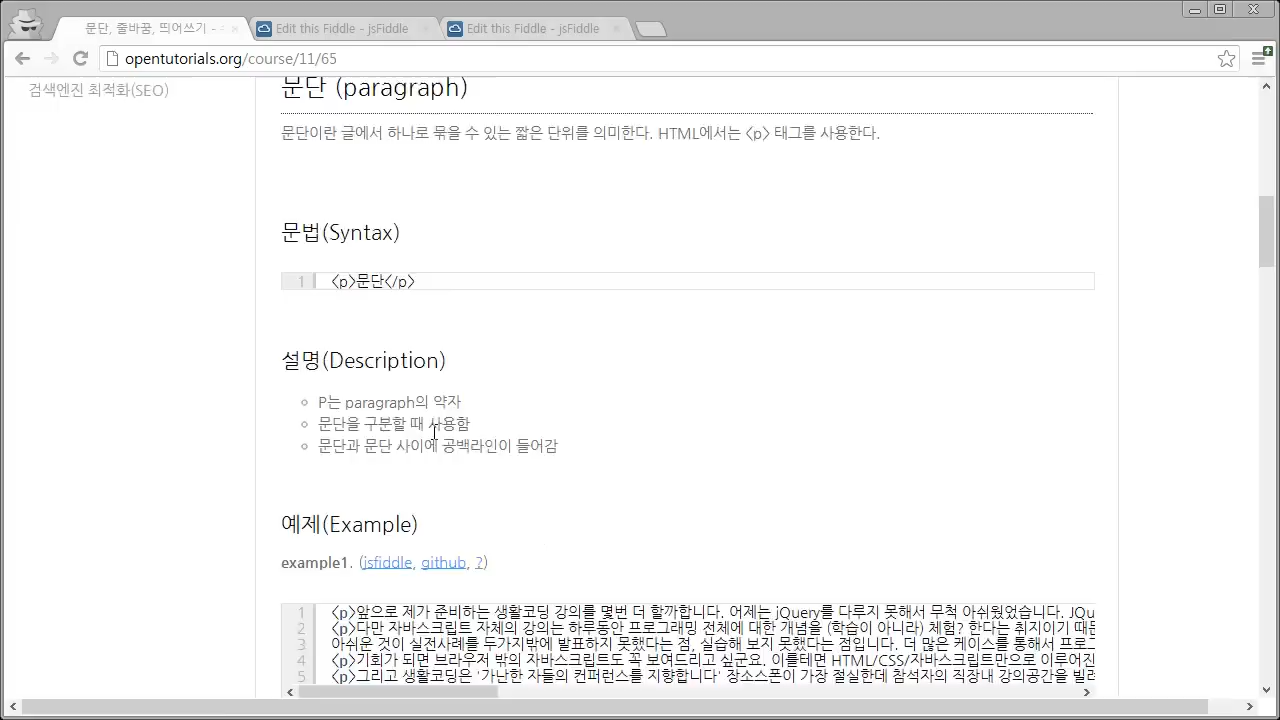 문단, 줄바꿈, 띄어쓰기 -
Edit this Fiddle - jsFiddle
Edit this Fiddle - jsFiddle
opentutorials.org/course/11/65
검색엔진 최적화(SEO)
문단 (paragraph)
문단이란 글에서 하나로 묶을 수 있는 짧은 단위를 의미한다. HTML에서는 <p> 태그를 사용한다.
문법(Syntax)
1 <p>문단</p>
설명(Description)
P는 paragraph의 약자
문단을 구분할 때 사용함
문단과 문단 사이에 공백라인이 들어감
예제(Example)
example1. (jsfiddle, github, ?)
1 <p>앞으로 제가 준비하는 생활코딩 강의를 몇번 더 할까합니다. 어제는 jQuery를 다루지 못해서 무척 아쉬웠었습니다. JQu
2 <p>다만 자바스크립트 자체의 강의는 하루동안 프로그래밍 전체에 대한 개념을 (학습이 아니라) 체험? 한다는 취지이기 때문
3 아쉬운 것이 실전사례를 두가지밖에 발표하지 못했다는 점, 실습해 보지 못했다는 점입니다. 더 많은 케이스를 통해서 프로그
4 <p>기회가 되면 브라우저 밖의 자바스크립트도 꼭 보여드리고 싶군요. 이를테면 HTML/CSS/자바스크립트만으로 이루어진
5 <p>그리고 생활코딩은 '가난한 자들의 컨퍼런스를 지향합니다' 장소스폰이 가장 절실한데 참석자의 직장내 강의공간을 빌려